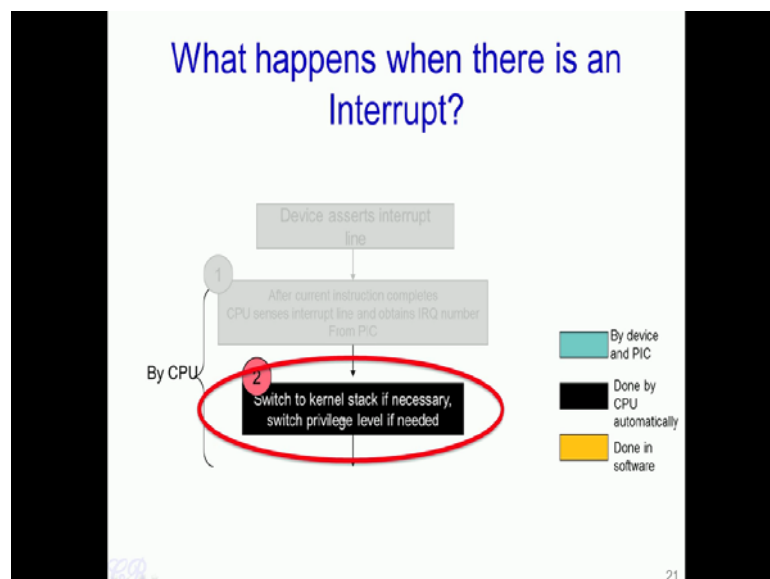 What happens when there is an
Interrupt?
Device asserts interrupt
line
1
After current instruction completes
CPU senses interrupt line and obtains IRQ number
From PIC
By CPU
2
Switch to kernel stack if necessary,
switch privilege level if needed
By device
and PIC
Done by
CPU
automatically
Done in
software
21